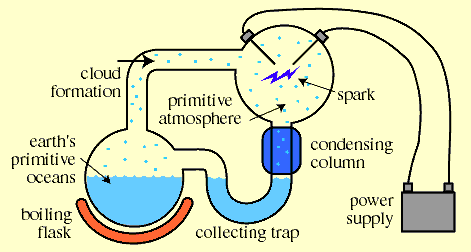 cloud
formation
spark
primitive
atmosphere
earth's
primitive
oceans
condensing
column
boiling
flask
collecting trap
power
supply